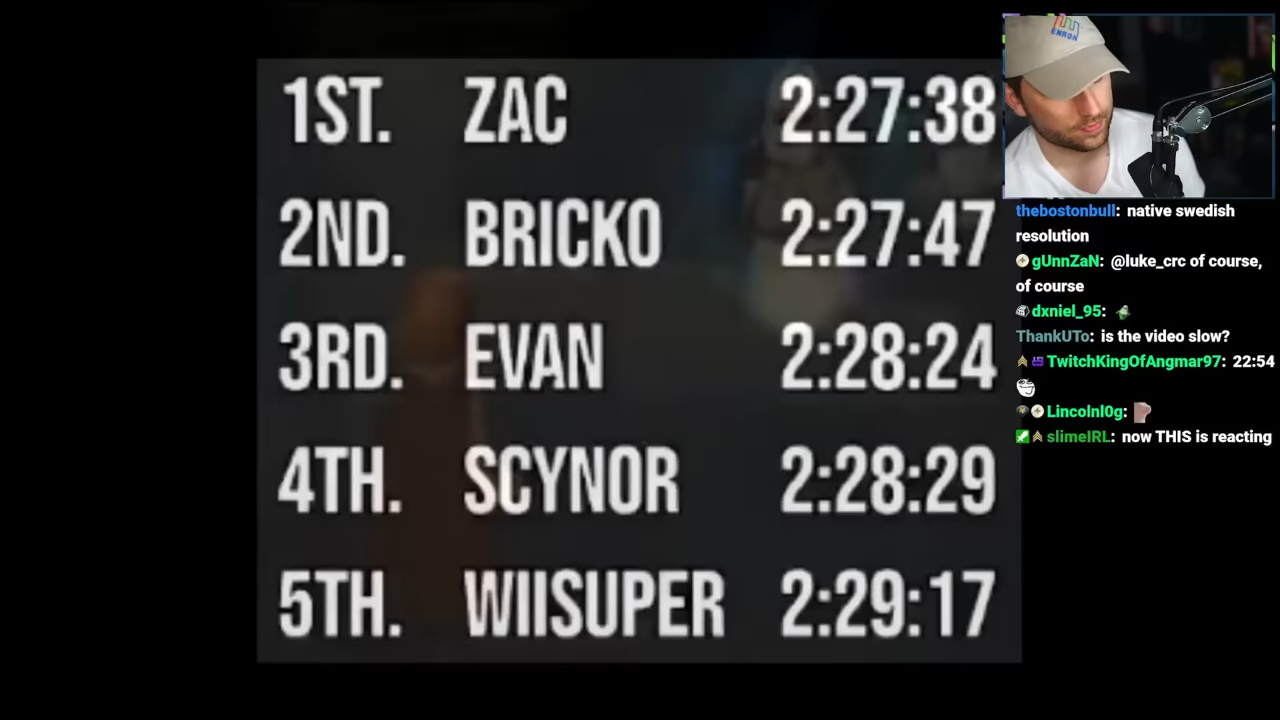 1ST. ZAC 2:27:38
2ND. BRICKO 2:27:47
3RD. EVAN 2:28:24
4TH. SCYNOR 2:28:29
5TH. WIISUPER 2:29:17
ENRON
thebostonbull: native swedish
resolution
gUnnZaN: @luke_crc of course,
of course
dxniel_95:
ThankUTo: is the video slow?
TwitchKingOfAngmar97: 22:54
Lincolnl0g:
slimeIRL: now THIS is reacting